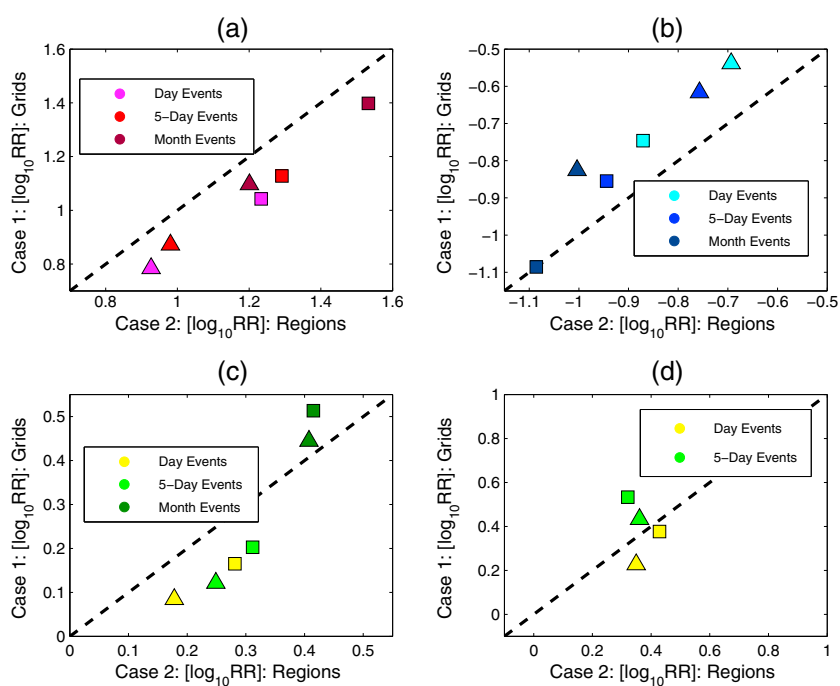 (a)
Case 1: [log10RR]: Grids
1.6
1.4
1.2
1
0.8
Day Events
5−Day Events
Month Events
0.8 1 1.2 1.4 1.6
Case 2: [log10RR]: Regions
(b)
Case 1: [log10RR]: Grids
−0.5
−0.6
−0.7
−0.8
−0.9
−1
−1.1
Day Events
5−Day Events
Month Events
−1.1 −1 −0.9 −0.8 −0.7 −0.6 −0.5
Case 2: [log10RR]: Regions
(c)
Case 1: [log10RR]: Grids
0.5
0.4
0.3
0.2
0.1
0
Day Events
5−Day Events
Month Events
0 0.1 0.2 0.3 0.4 0.5
Case 2: [log10RR]: Regions
(d)
Case 1: [log10RR]: Grids
1
0.8
0.6
0.4
0.2
0
Day Events
5−Day Events
0 0.2 0.4 0.6 0.8 1
Case 2: [log10RR]: Regions